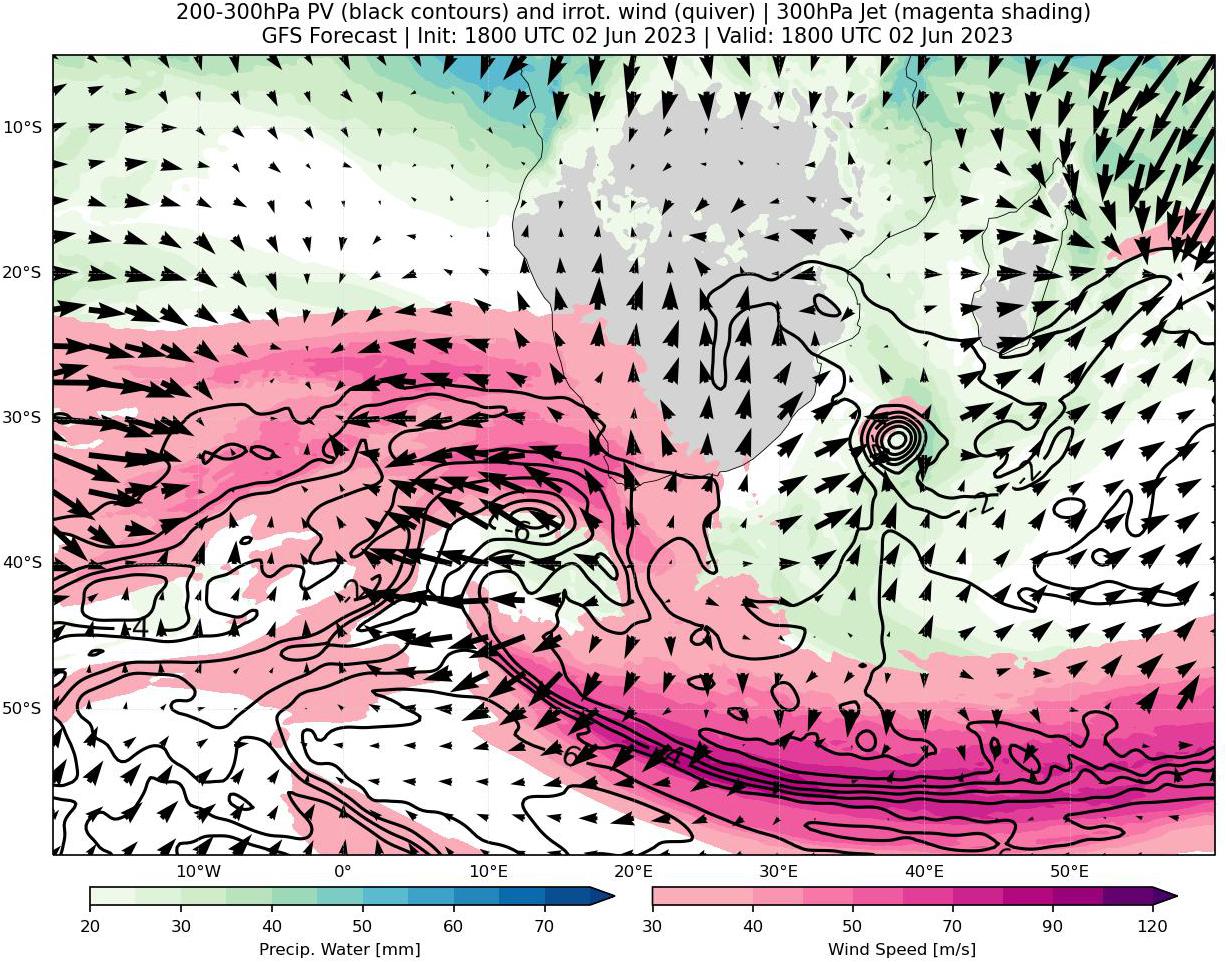 200-300hPa PV (black contours) and irrot. wind (quiver) | 300hPa Jet (magenta shading)
GFS Forecast | Init: 1800 UTC 02 Jun 2023 | Valid: 1800 UTC 02 Jun 2023
10°S
20°S
30°S
40°S
50°S
-6
-2
-2
-4
-6
10°W
0°
10°E
20°E
30°E
40°E
50°E
20
30
40
50
60
70
Precip. Water [mm]
30
40
50
70
90
120
Wind Speed [m/s]